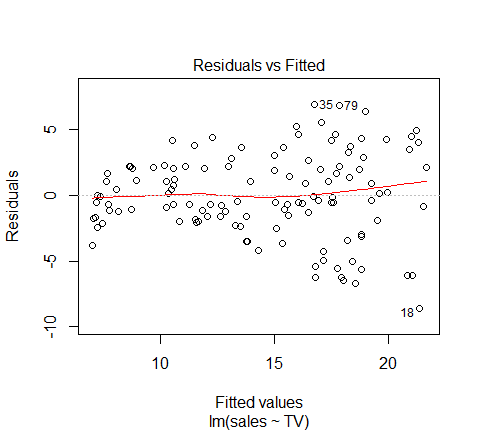 Residuals vs Fitted
Residuals
5
0
-5
-10
35
79
18
10
15
20
Fitted values
lm(sales ~ TV)